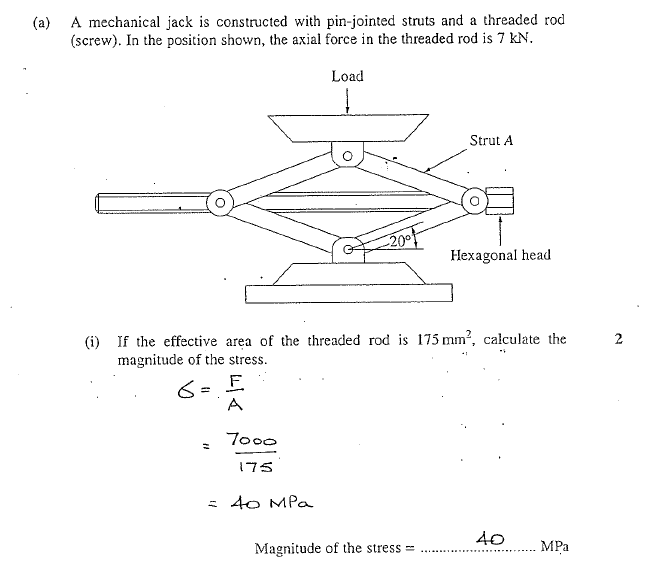 (a) A mechanical jack is constructed with pin-jointed struts and a threaded rod
(screw). In the position shown, the axial force in the threaded rod is 7 kN.
Load
Strut A
20°
Hexagonal head
(i) If the effective area of the threaded rod is 175 mm², calculate the 2
magnitude of the stress.
σ = F/A
= 7000/175
= 40 MPa
Magnitude of the stress = 40 MPa